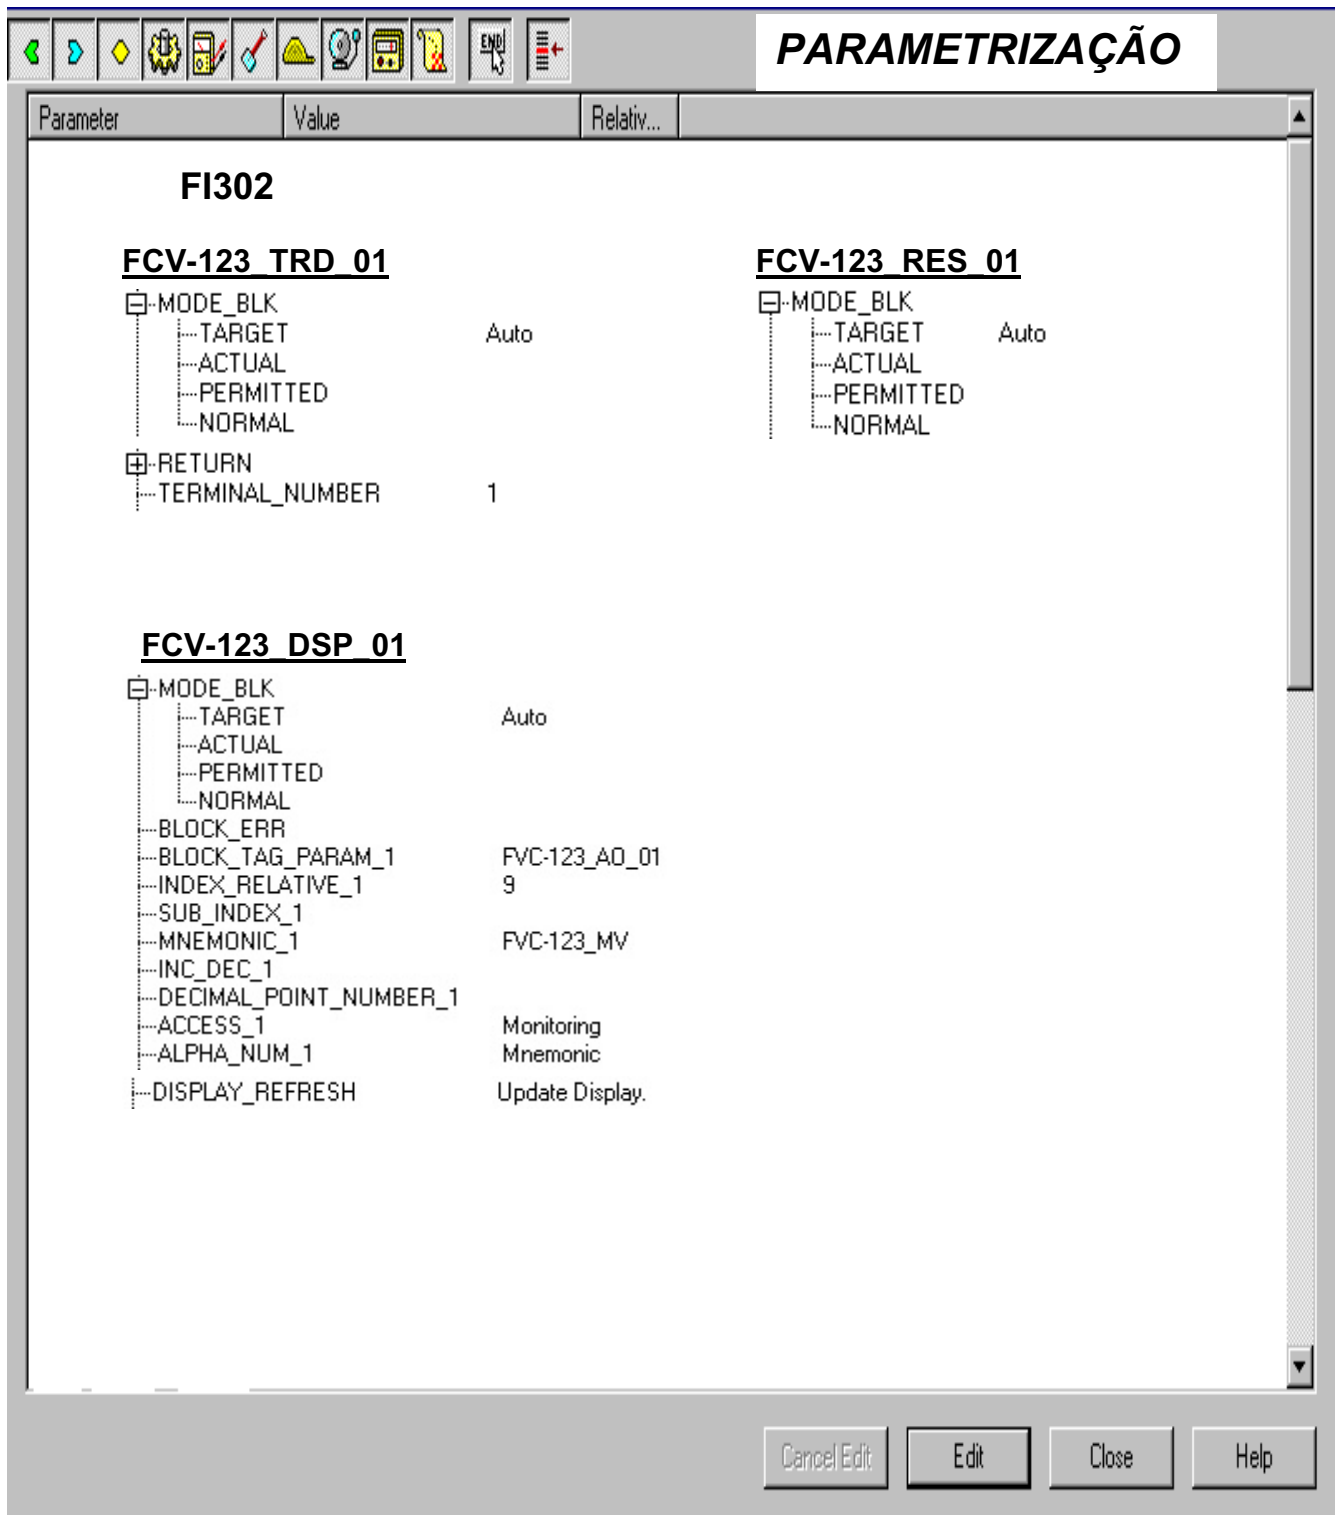 END
PARAMETRIZAÇÃO
Parameter Value Relativ...
FI302
FCV-123_TRD_01
MODE_BLK
TARGET Auto
ACTUAL
PERMITTED
NORMAL
RETURN
TERMINAL_NUMBER 1
FCV-123_RES_01
MODE_BLK
TARGET Auto
ACTUAL
PERMITTED
NORMAL
FCV-123_DSP_01
MODE_BLK
TARGET Auto
ACTUAL
PERMITTED
NORMAL
BLOCK_ERR
BLOCK_TAG_PARAM_1 FVC-123_AO_01
INDEX_RELATIVE_1 9
SUB_INDEX_1
MNEMONIC_1 FVC-123_MV
INC_DEC_1
DECIMAL_POINT_NUMBER_1
ACCESS_1 Monitoring
ALPHA_NUM_1 Mnemonic
DISPLAY_REFRESH Update Display.
Cancel Edit Edit Close Help